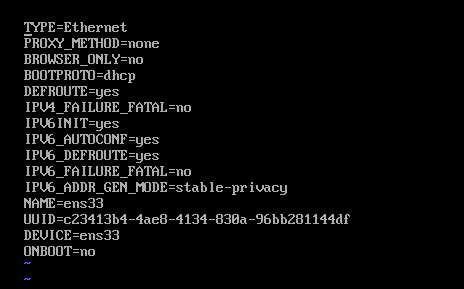 TYPE=Ethernet
PROXY_METHOD=none
BROWSER_ONLY=no
BOOTPROTO=dhcp
DEFROUTE=yes
IPV4_FAILURE_FATAL=no
IPV6INIT=yes
IPV6_AUTOCONF=yes
IPV6_DEFROUTE=yes
IPV6_FAILURE_FATAL=no
IPV6_ADDR_GEN_MODE=stable-privacy
NAME=ens33
UUID=c23413b4-4ae8-4134-830a-96bb281144df
DEVICE=ens33
ONBOOT=no
~
~